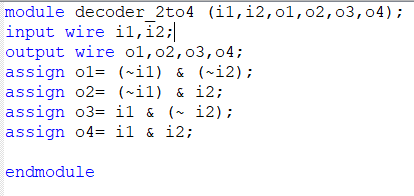 module decoder_2to4 (i1,i2,o1,o2,o3,o4);
input wire i1,i2;
output wire o1,o2,o3,o4;
assign o1= (~i1) & (~i2);
assign o2= (~i1) & i2;
assign o3= i1 & (~ i2);
assign o4= i1 & i2;
endmodule